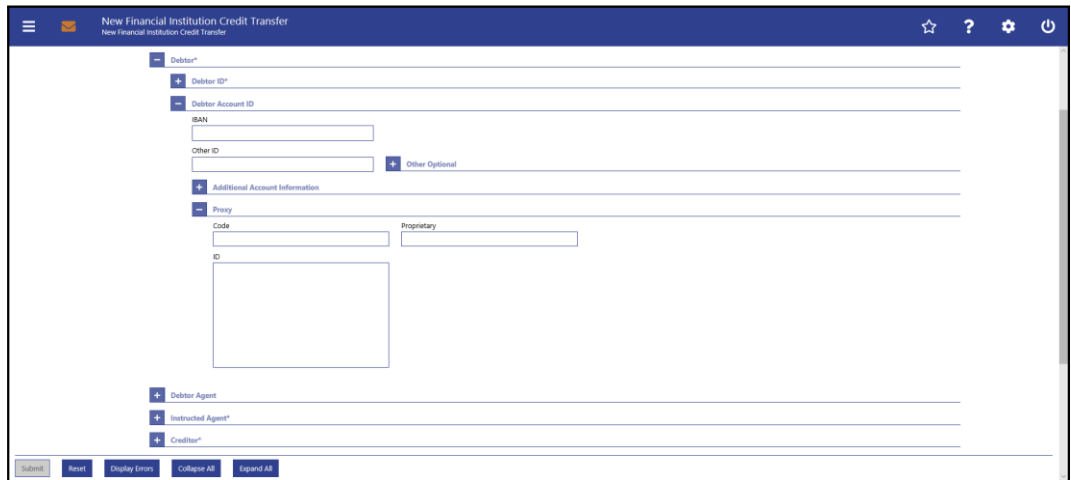 New Financial Institution Credit Transfer
New Financial Institution Credit Transfer
Debtor*
Debtor ID*
Debtor Account ID
IBAN
Other ID
Other Optional
Additional Account Information
Proxy
Code Proprietary
ID
Debtor Agent
Instructed Agent*
Creditor*
Submit Reset Display Errors Collapse All Expand All